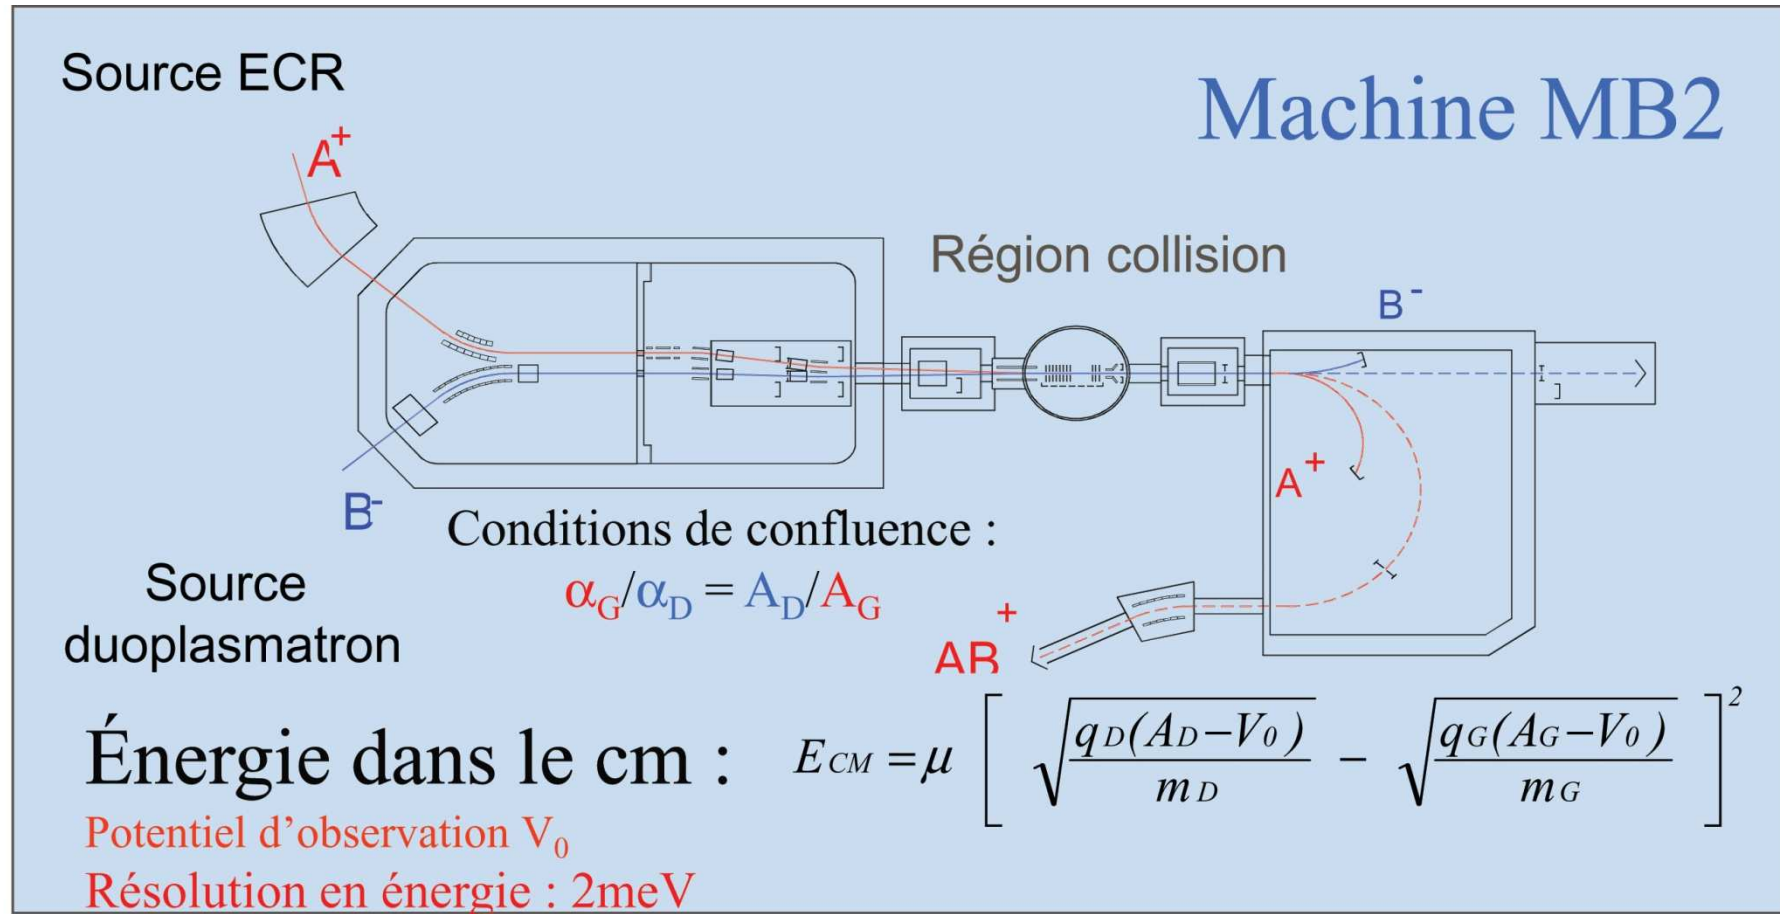 Source ECR
Machine MB2
A+
Région collision
B-
B-
A+
Conditions de confluence :
αG/αD = AD/AG
Source
duoplasmatron
AB+
Énergie dans le cm :
ECM = μ [ √(qD(AD–V0)/mD) – √(qG(AG–V0)/mG) ]²
Potentiel d’observation V0
Résolution en énergie : 2meV